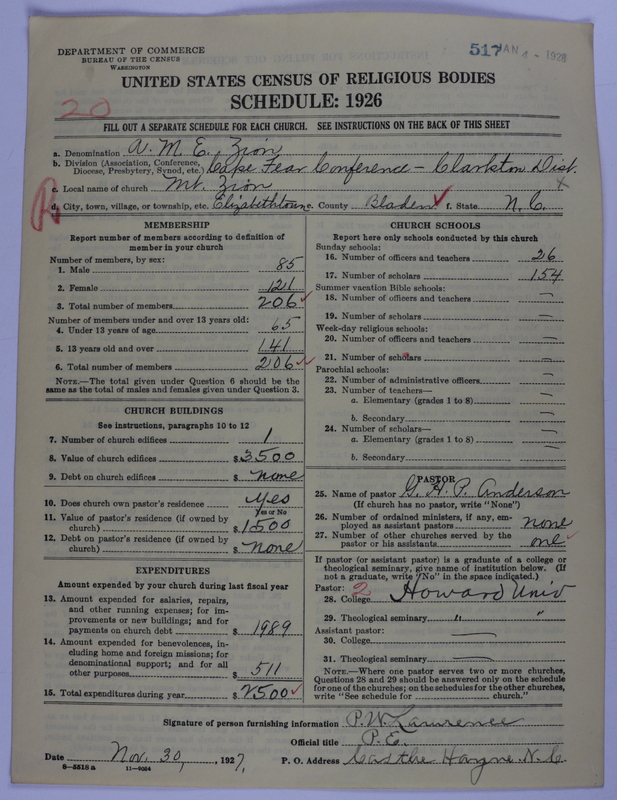 DEPARTMENT OF COMMERCE
BUREAU OF THE CENSUS
WASHINGTON
517 JAN 4 - 1928
UNITED STATES CENSUS OF RELIGIOUS BODIES
SCHEDULE: 1926
20
FILL OUT A SEPARATE SCHEDULE FOR EACH CHURCH. SEE INSTRUCTIONS ON THE BACK OF THIS SHEET
a. Denomination A. M. E. Zion
b. Division (Association, Conference, Diocese, Presbytery, Synod, etc.) Cape Fear Conference - Clarkton Dist.
c. Local name of church Mt. Zion
d. City, town, village, or township, etc. Elizabethtown e. County Bladen f. State N. C.
MEMBERSHIP
Report number of members according to definition of
member in your church
Number of members, by sex:
1. Male 85
2. Female 121
3. Total number of members 206
Number of members under and over 13 years old:
4. Under 13 years of age 65
5. 13 years old and over 141
6. Total number of members 206
NOTE.—The total given under Question 6 should be the
same as the total of males and females given under Question 3.
CHURCH BUILDINGS
See instructions, paragraphs 10 to 12
7. Number of church edifices 1
8. Value of church edifices $3500
9. Debt on church edifices $ None
10. Does church own pastor's residence Yes
Yes or No
11. Value of pastor's residence (if owned by
church) $1500
12. Debt on pastor's residence (if owned by
church) $ None
EXPENDITURES
Amount expended by your church during last fiscal year
13. Amount expended for salaries, repairs,
and other running expenses; for im-
provements or new buildings; and for
payments on church debt $ 1989
14. Amount expended for benevolences, in-
cluding home and foreign missions; for
denominational support; and for all
other purposes $ 511
15. Total expenditures during year $ 2500
CHURCH SCHOOLS
Report here only schools conducted by this church
Sunday schools:
16. Number of officers and teachers 26
17. Number of scholars 154
Summer vacation Bible schools:
18. Number of officers and teachers —
19. Number of scholars —
Week-day religious schools:
20. Number of officers and teachers —
21. Number of scholars —
Parochial schools:
22. Number of administrative officers —
23. Number of teachers—
a. Elementary (grades 1 to 8) —
b. Secondary —
24. Number of scholars—
a. Elementary (grades 1 to 8) —
b. Secondary
PASTOR
25. Name of pastor G. H. P. Anderson
(If church has no pastor, write "None")
26. Number of ordained ministers, if any, em-
ployed as assistant pastors none
27. Number of other churches served by the
pastor or his assistants one
If pastor (or assistant pastor) is a graduate of a college or
theological seminary, give name of institution below. (If
not a graduate, write "No" in the space indicated.)
Pastor: 2
28. College Howard Univ
29. Theological seminary " "
Assistant pastor:
30. College —
31. Theological seminary —
NOTE.—Where one pastor serves two or more churches,
Questions 28 and 29 should be answered only on the schedule
for one of the churches; on the schedules for the other churches,
write "See schedule for church."
Signature of person furnishing information P. W. Lawrence
Official title P. E.
Date Nov. 30, 1927. P. O. Address Casthe Hayne. N. C.
8-5518 a 11-9504